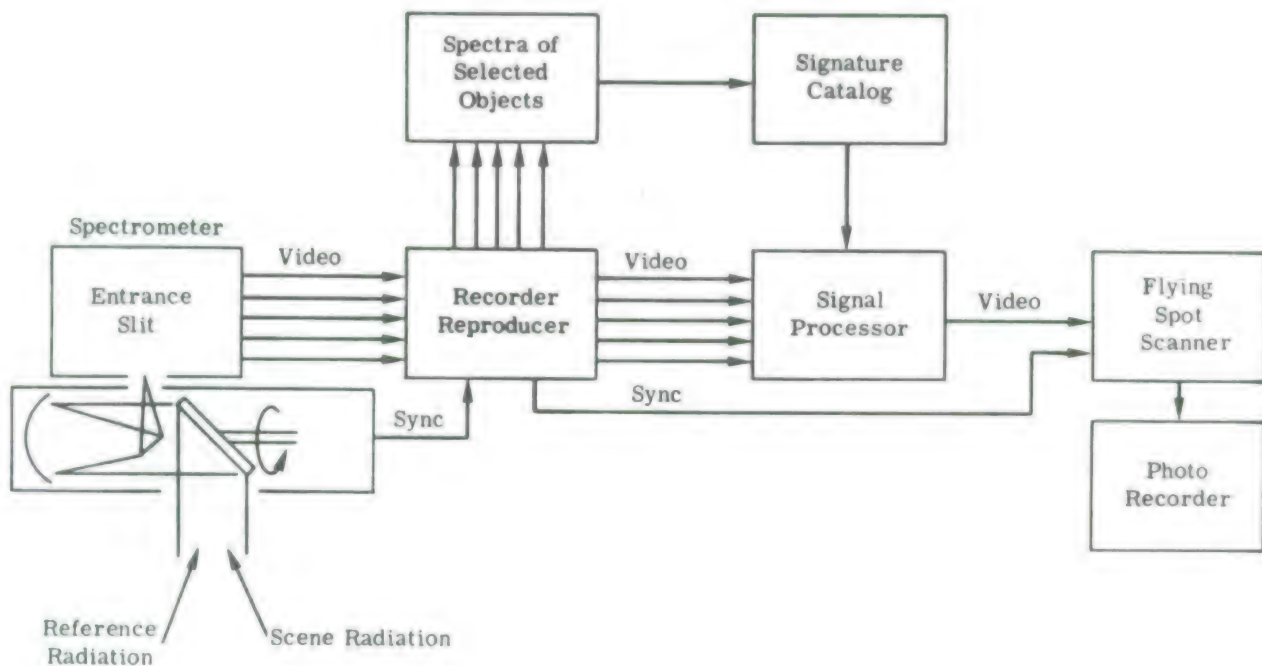 Spectra of
Selected
Objects
Signature
Catalog
Spectrometer
Entrance
Slit
Video
Recorder
Reproducer
Video
Signal
Processor
Video
Flying
Spot
Scanner
Sync
Sync
Photo
Recorder
Reference
Radiation
Scene Radiation